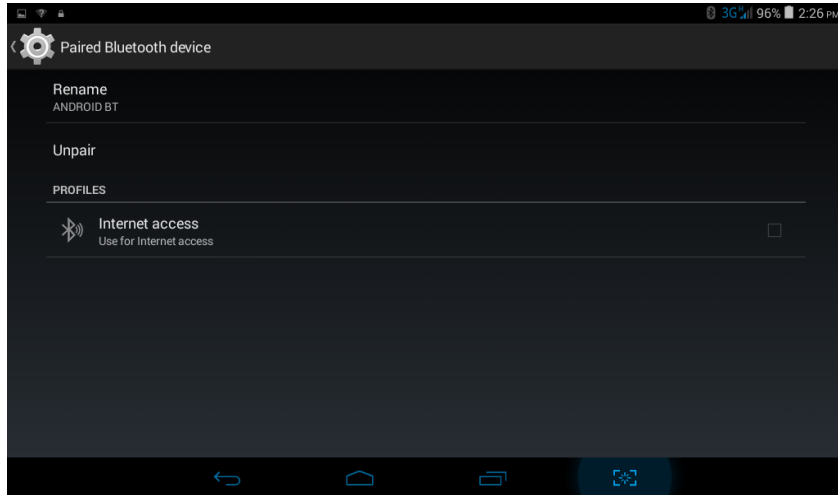 3G H 96% 2:26 PM
Paired Bluetooth device
Rename
ANDROID BT
Unpair
PROFILES
Internet access
Use for Internet access